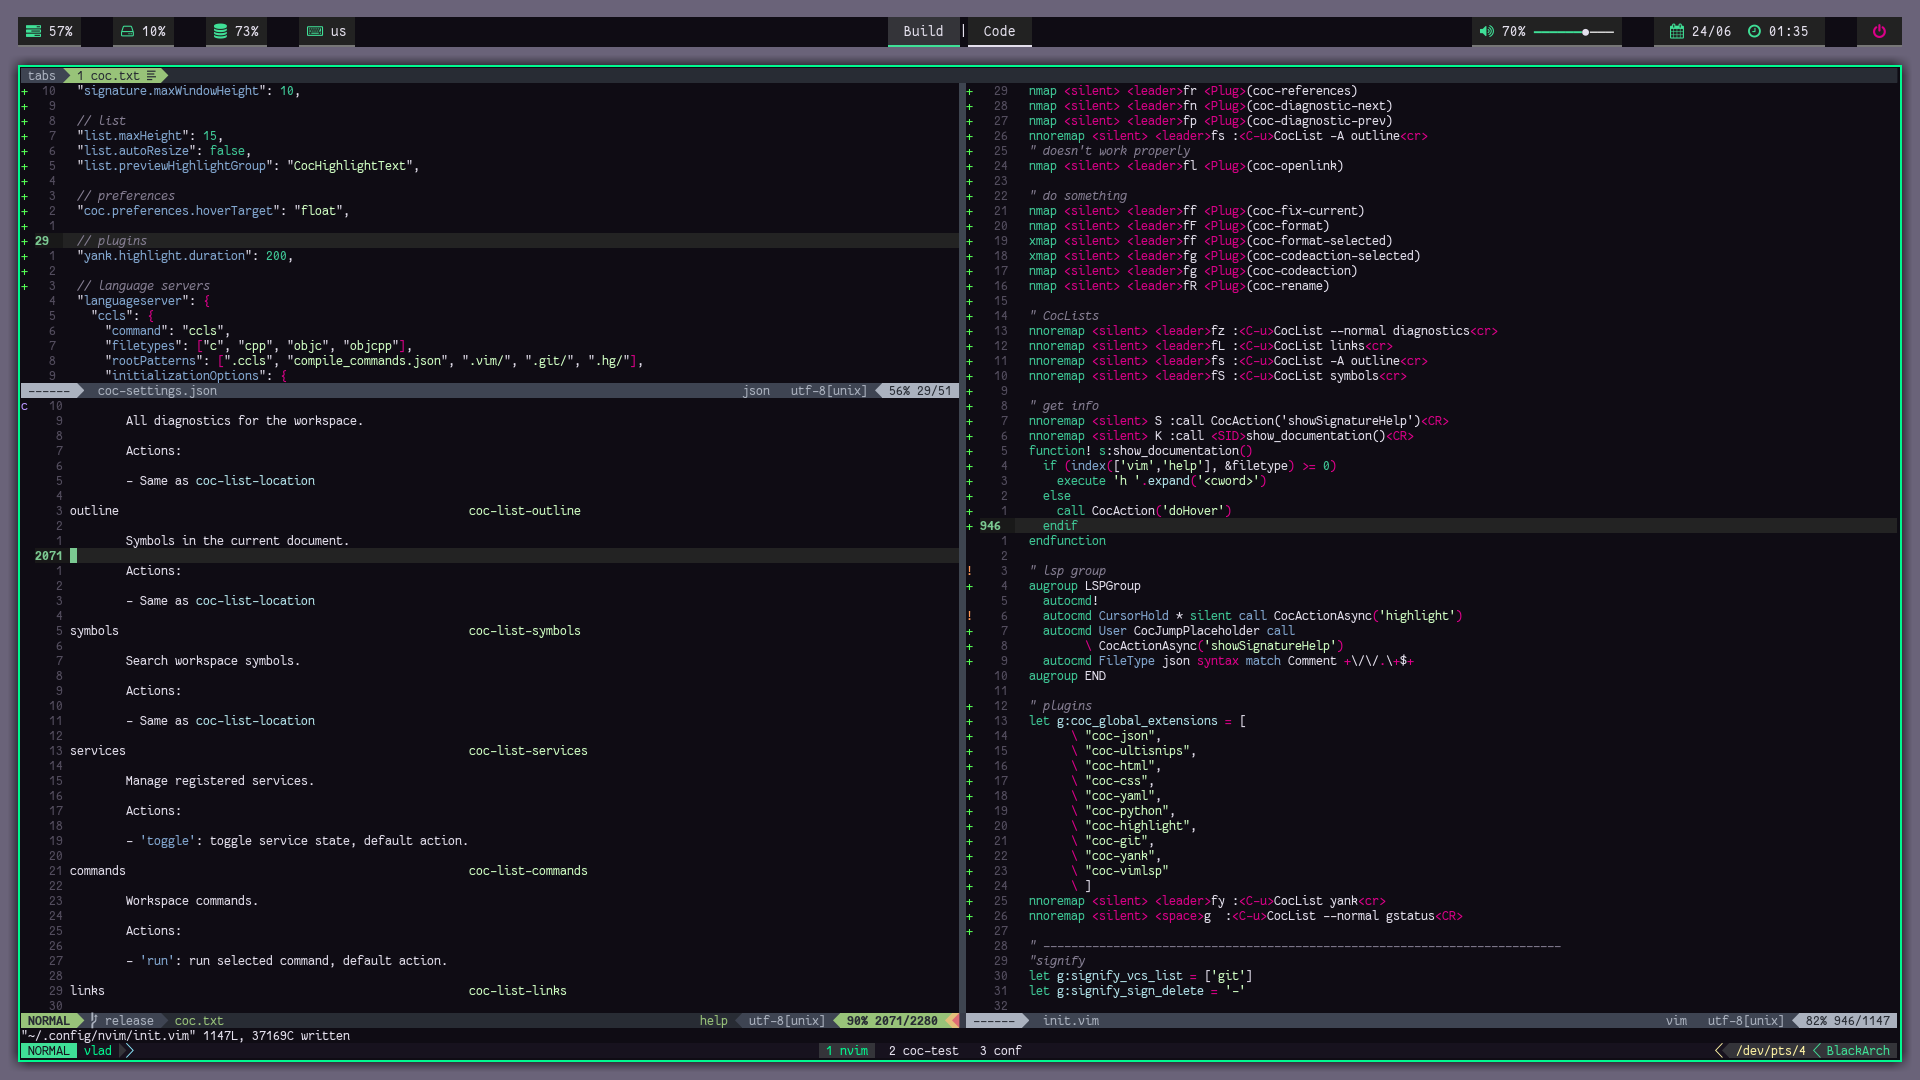 57% 10% 73% us Build | Code 70% 24/06 01:35
tabs 1 coc.txt
+ 10 "signature.maxWindowHeight": 10,
+ 9
+ 8 // list
+ 7 "list.maxHeight": 15,
+ 6 "list.autoResize": false,
+ 5 "list.previewHighlightGroup": "CocHighlightText",
+ 4
+ 3 // preferences
+ 2 "coc.preferences.hoverTarget": "float",
+ 1
+ 29 // plugins
+ 1 "yank.highlight.duration": 200,
+ 2
+ 3 // language servers
4 "languageserver": {
5 "ccls": {
6 "command": "ccls",
7 "filetypes": ["c", "cpp", "objc", "objcpp"],
8 "rootPatterns": [".ccls", "compile_commands.json", ".vim/", ".git/", ".hg/"],
9 "initializationOptions": {
------ coc-settings.json json utf-8[unix] 56% 29/51
c 10
9 All diagnostics for the workspace.
8
7 Actions:
6
5 - Same as coc-list-location
4
3 outline coc-list-outline
2
1 Symbols in the current document.
2071
1 Actions:
2
3 - Same as coc-list-location
4
5 symbols coc-list-symbols
6
7 Search workspace symbols.
8
9 Actions:
10
11 - Same as coc-list-location
12
13 services coc-list-services
14
15 Manage registered services.
16
17 Actions:
18
19 - 'toggle': toggle service state, default action.
20
21 commands coc-list-commands
22
23 Workspace commands.
24
25 Actions:
26
27 - 'run': run selected command, default action.
28
29 links coc-list-links
30
NORMAL release coc.txt help utf-8[unix] 90% 2071/2280
+ 29 nmap <silent> <leader>fr <Plug>(coc-references)
+ 28 nmap <silent> <leader>fn <Plug>(coc-diagnostic-next)
+ 27 nmap <silent> <leader>fp <Plug>(coc-diagnostic-prev)
+ 26 nnoremap <silent> <leader>fs :<C-u>CocList -A outline<cr>
+ 25 " doesn't work properly
+ 24 nmap <silent> <leader>fl <Plug>(coc-openlink)
+ 23
+ 22 " do something
+ 21 nmap <silent> <leader>ff <Plug>(coc-fix-current)
+ 20 nmap <silent> <leader>fF <Plug>(coc-format)
+ 19 xmap <silent> <leader>ff <Plug>(coc-format-selected)
+ 18 xmap <silent> <leader>fg <Plug>(coc-codeaction-selected)
+ 17 nmap <silent> <leader>fg <Plug>(coc-codeaction)
+ 16 nmap <silent> <leader>fR <Plug>(coc-rename)
+ 15
+ 14 " CocLists
+ 13 nnoremap <silent> <leader>fz :<C-u>CocList --normal diagnostics<cr>
+ 12 nnoremap <silent> <leader>fL :<C-u>CocList links<cr>
+ 11 nnoremap <silent> <leader>fs :<C-u>CocList -A outline<cr>
+ 10 nnoremap <silent> <leader>fS :<C-u>CocList symbols<cr>
+ 9
+ 8 " get info
+ 7 nnoremap <silent> S :call CocAction('showSignatureHelp')<CR>
+ 6 nnoremap <silent> K :call <SID>show_documentation()<CR>
+ 5 function! s:show_documentation()
+ 4 if (index(['vim','help'], &filetype) >= 0)
+ 3 execute 'h '.expand('<cword>')
+ 2 else
+ 1 call CocAction('doHover')
+ 946 endif
1 endfunction
2
! 3 " lsp group
+ 4 augroup LSPGroup
5 autocmd!
! 6 autocmd CursorHold * silent call CocActionAsync('highlight')
+ 7 autocmd User CocJumpPlaceholder call
+ 8 \ CocActionAsync('showSignatureHelp')
+ 9 autocmd FileType json syntax match Comment +\/\/.\+$+
10 augroup END
11
+ 12 " plugins
+ 13 let g:coc_global_extensions = [
+ 14 \ "coc-json",
+ 15 \ "coc-ultisnips",
+ 16 \ "coc-html",
+ 17 \ "coc-css",
+ 18 \ "coc-yaml",
+ 19 \ "coc-python",
+ 20 \ "coc-highlight",
+ 21 \ "coc-git",
+ 22 \ "coc-yank",
+ 23 \ "coc-vimlsp"
+ 24 \ ]
+ 25 nnoremap <silent> <leader>fy :<C-u>CocList yank<cr>
+ 26 nnoremap <silent> <space>g :<C-u>CocList --normal gstatus<CR>
+ 27
28 " --------------------------------------------------------------------------
29 "signify
30 let g:signify_vcs_list = ['git']
31 let g:signify_sign_delete = '-'
32
------ init.vim vim utf-8[unix] 82% 946/1147
"~/.config/nvim/init.vim" 1147L, 37169C written
NORMAL vlad 1 nvim 2 coc-test 3 conf /dev/pts/4 BlackArch